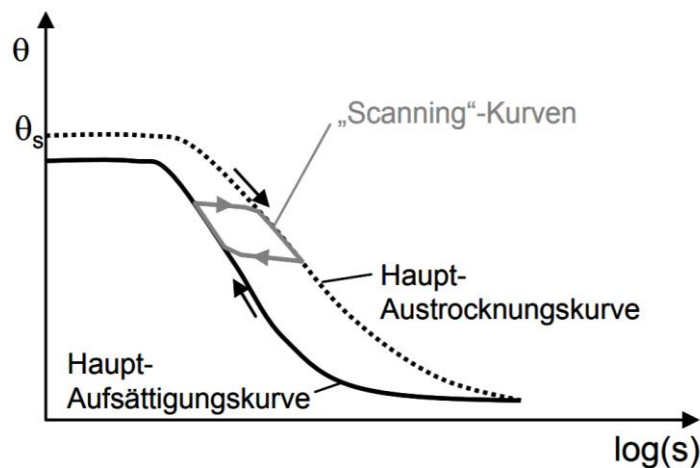 θ
θs
„Scanning“-Kurven
Haupt-
Austrocknungskurve
Haupt-
Aufsättigungskurve
log(s)